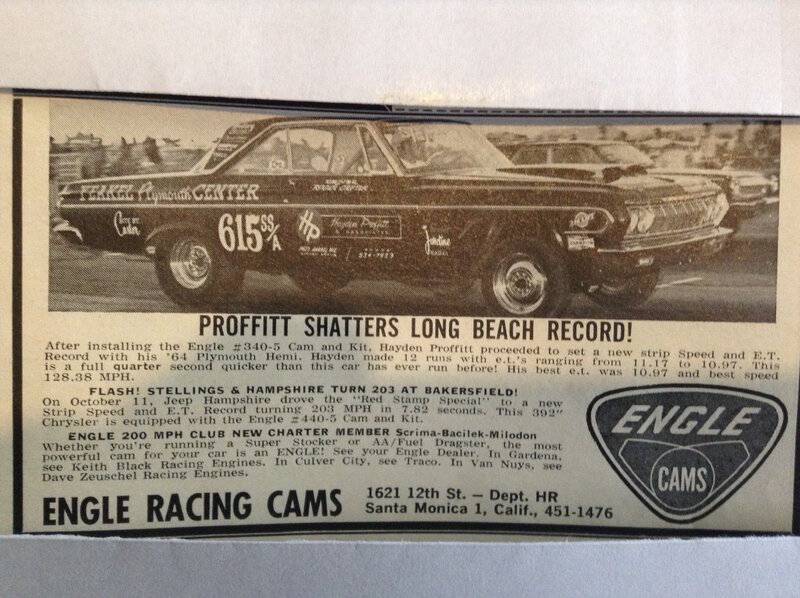 FEAKEL Plymouth CENTER
615 SS/A
HP
Hayden Proffitt
& ASSOCIATES
534-7823
PROFFITT SHATTERS LONG BEACH RECORD!
After installing the Engle #340-5 Cam and Kit, Hayden Proffitt proceeded to set a new strip Speed and E.T.
Record with his '64 Plymouth Hemi. Hayden made 12 runs with e.t.'s ranging from 11.17 to 10.97. This
is a full quarter second quicker than this car has ever run before! His best e.t. was 10.97 and best speed
128.38 MPH.
FLASH! STELLINGS & HAMPSHIRE TURN 203 AT BAKERSFIELD!
On October 11, Jeep Hampshire drove the "Red Stamp Special" to a new
Strip Speed and E.T. Record turning 203 MPH in 7.82 seconds. This 392"
Chrysler is equipped with the Engle #440-5 Cam and Kit.
ENGLE 200 MPH CLUB NEW CHARTER MEMBER Scrima-Bacilek-Milodon
Whether you're running a Super Stocker or AA/Fuel Dragster, the most
powerful cam for your car is an ENGLE! See your Engle Dealer. In Gardena,
see Keith Black Racing Engines. In Culver City, see Traco. In Van Nuys, see
Dave Zeuschel Racing Engines.
ENGLE
CAMS
ENGLE RACING CAMS
1621 12th St. — Dept. HR
Santa Monica 1, Calif., 451-1476